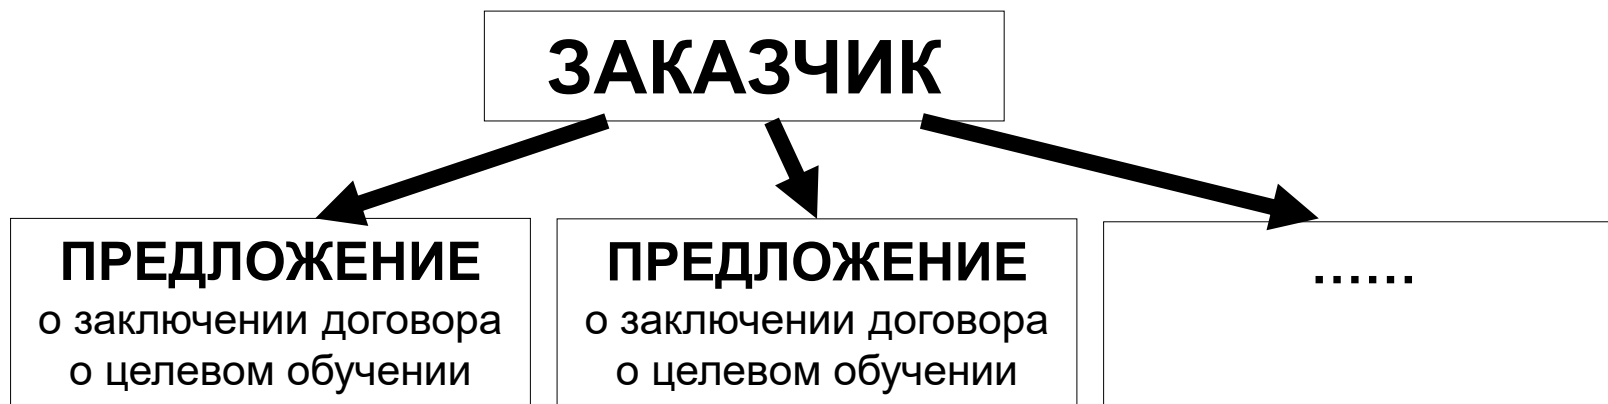 ЗАКАЗЧИК
ПРЕДЛОЖЕНИЕ
о заключении договора
о целевом обучении
ПРЕДЛОЖЕНИЕ
о заключении договора
о целевом обучении
......